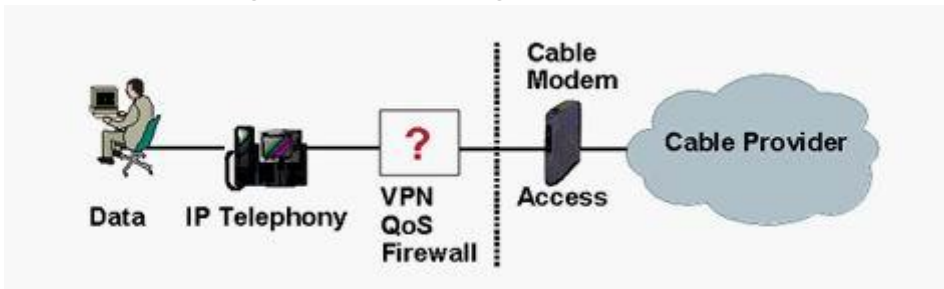 Cable
Modem
Cable Provider
?
Data
IP Telephony
VPN
QoS
Firewall
Access